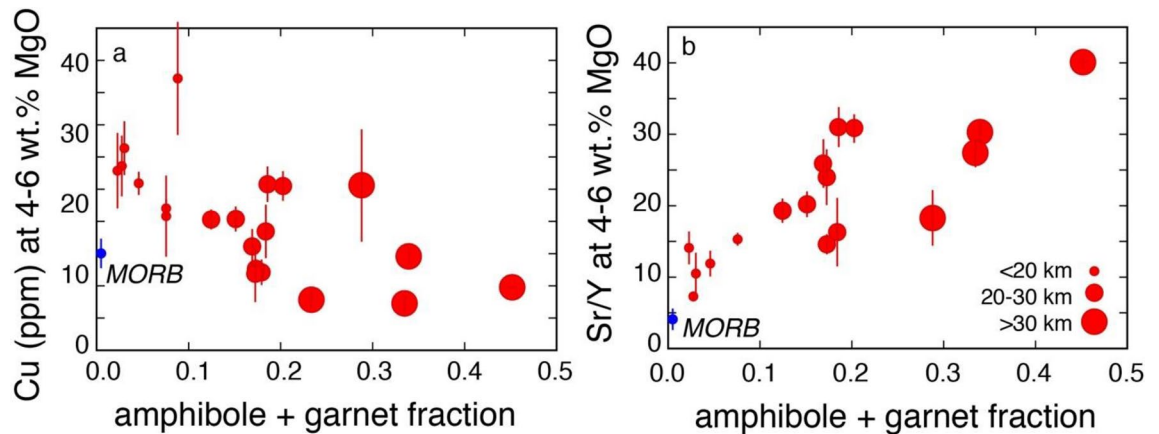 a
Cu (ppm) at 4-6 wt.% MgO
40
30
20
10
0
MORB
0.0 0.1 0.2 0.3 0.4 0.5
amphibole + garnet fraction
b
Sr/Y at 4-6 wt.% MgO
40
30
20
10
0
MORB
<20 km
20-30 km
>30 km
0.0 0.1 0.2 0.3 0.4 0.5
amphibole + garnet fraction